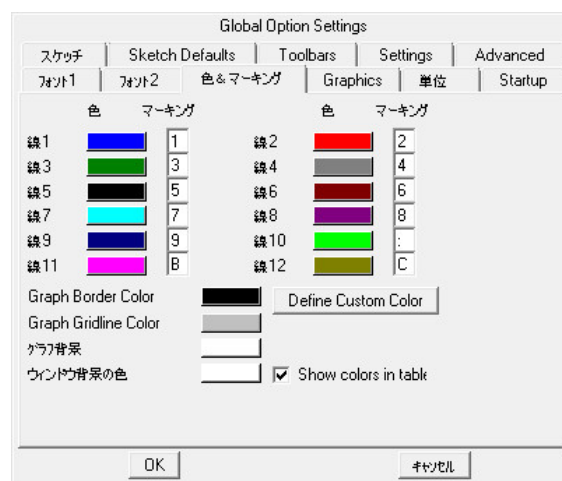 Global Option Settings
スケッチ Sketch Defaults Toolbars Settings Advanced
フォント1 フォント2 色&マーキング Graphics 単位 Startup
色 マーキング 色 マーキング
線1 1 線2 2
線3 3 線4 4
線5 5 線6 6
線7 7 線8 8
線9 9 線10 :
線11 B 線12 C
Graph Border Color Define Custom Color
Graph Gridline Color
グラフ背景
ウィンドウ背景の色 Show colors in table
OK キャンセル